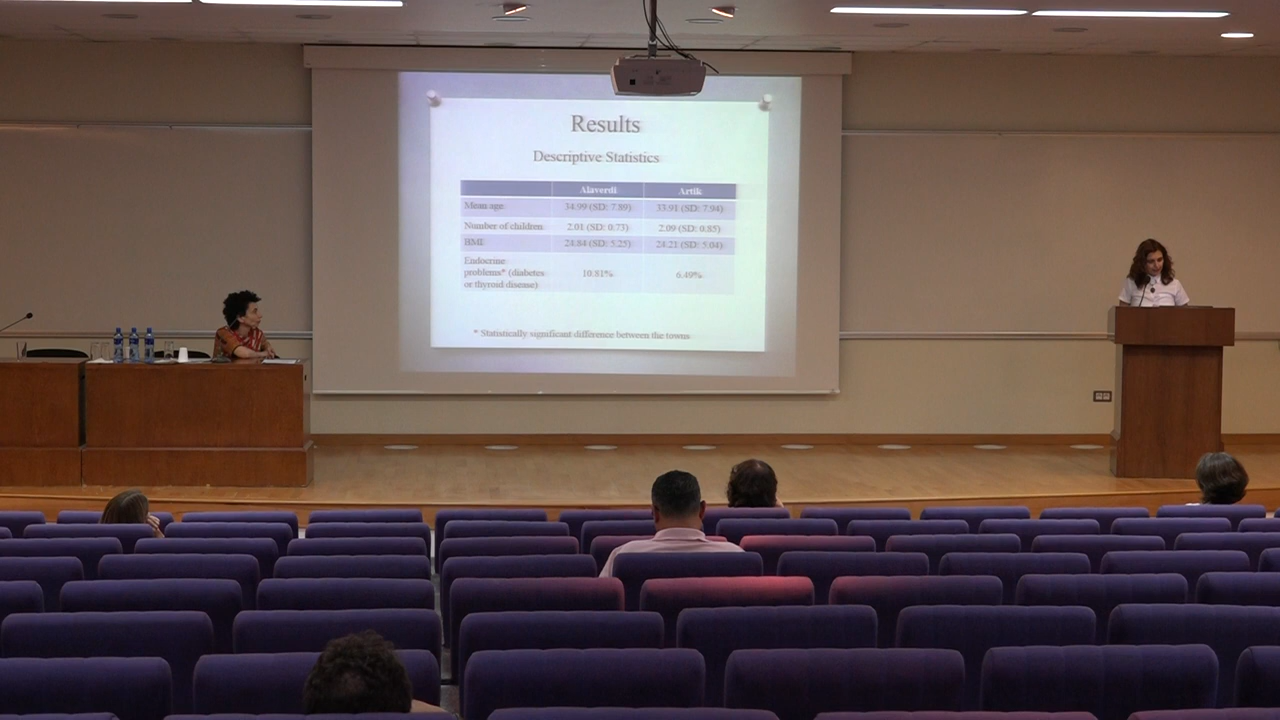 Results
Descriptive Statistics
Alaverdi Artik
Mean age 34.99 (SD: 7.89) 33.91 (SD: 7.94)
Number of children 2.01 (SD: 0.73) 2.09 (SD: 0.85)
BMI 24.84 (SD: 5.25) 24.21 (SD: 5.04)
Endocrine
problems* (diabetes 10.81% 6.49%
or thyroid disease)
* Statistically significant difference between the towns